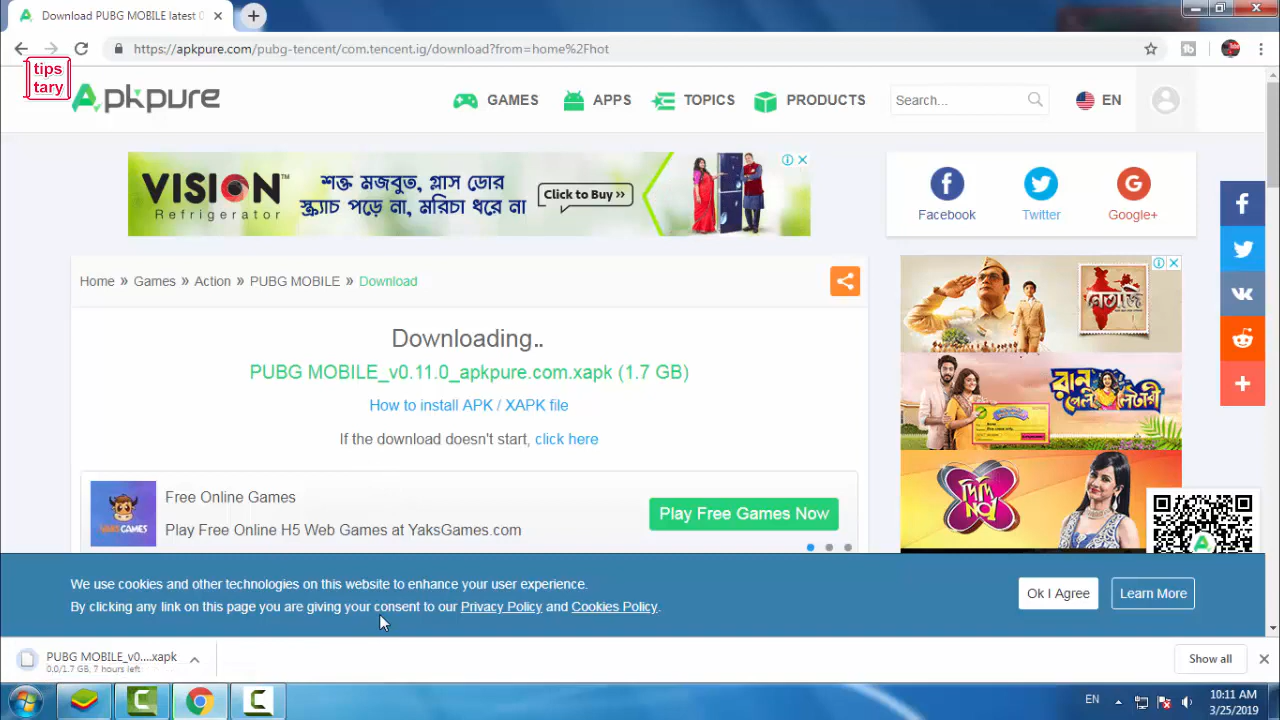 Download PUBG MOBILE latest 0
https://apkpure.com/pubg-tencent/com.tencent.ig/download?from=home%2Fhot
tips
tary
Apkpure
GAMES
APPS
TOPICS
PRODUCTS
Search...
EN
VISION™
Refrigerator
শক্ত মজবুত, গ্লাস ডোর
স্ক্র্যাচ পড়ে না, মরিচা ধরে না
Click to Buy >>
Facebook
Twitter
Google+
Home » Games » Action » PUBG MOBILE » Download
Downloading..
PUBG MOBILE_v0.11.0_apkpure.com.xapk (1.7 GB)
How to install APK / XAPK file
If the download doesn't start, click here
নেতাজি
রানু পেল লটারী
দিদি
NO1
YAKS
GAMES
Free Online Games
Play Free Online H5 Web Games at YaksGames.com
Play Free Games Now
We use cookies and other technologies on this website to enhance your user experience.
By clicking any link on this page you are giving your consent to our Privacy Policy and Cookies Policy.
Ok I Agree
Learn More
PUBG MOBILE_v0....xapk
0.0/1.7 GB, 7 hours left
Show all
EN
10:11 AM
3/25/2019